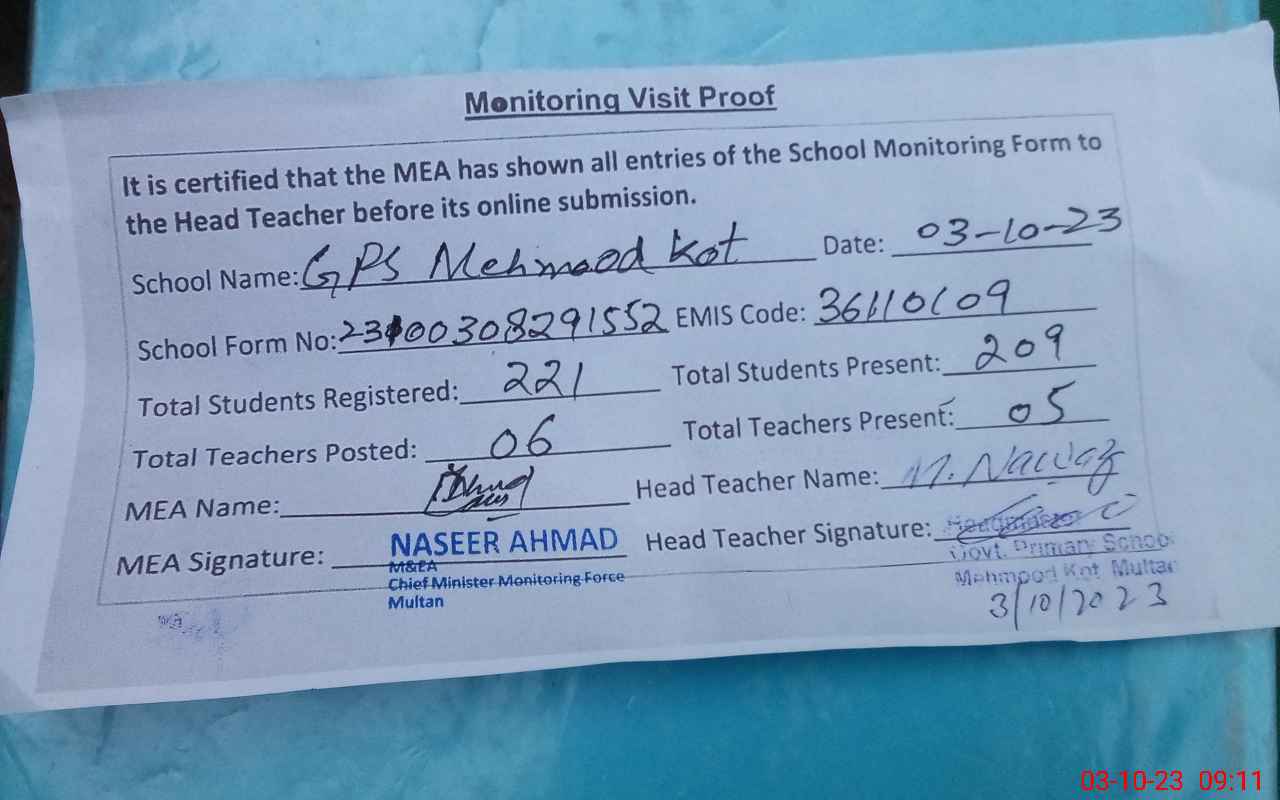 Monitoring Visit Proof
It is certified that the MEA has shown all entries of the School Monitoring Form to
the Head Teacher before its online submission.
School Name: GPS Mehmood Kot Date: 03-10-23
School Form No: 23100308291552 EMIS Code: 36110109
Total Students Registered: 221 Total Students Present: 209
Total Teachers Posted: 06 Total Teachers Present: 05
MEA Name: Head Teacher Name: M. Nawaz
MEA Signature: NASEER AHMAD Head Teacher Signature: Headmaster
M&EA
Chief Minister Monitoring Force
Multan
Govt. Primary School
Mehmood Kot Multan
3/10/2023
03-10-23 09:11